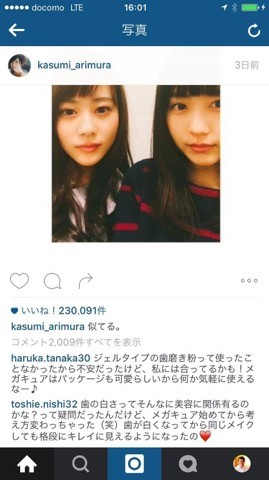 docomo LTE 16:01
写真
kasumi_arimura 3日前
いいね！230,091件
kasumi_arimura 似てる。
コメント2,009件すべてを表示
haruka.tanaka30 ジェルタイプの歯磨き粉って使ったこ
となかったから不安だったけど、私には合ってるかも！メ
ガキュアはパッケージも可愛らしいから何か気軽に使える
なー♪
toshie.nishi32 歯の白さってそんなに美容に関係有るの
かな？って疑問だったんだけど、メガキュア始めてから考
え方変わっちゃった（笑）歯が白くなってから同じメイク
しても格段にキレイに見えるようになったの❤